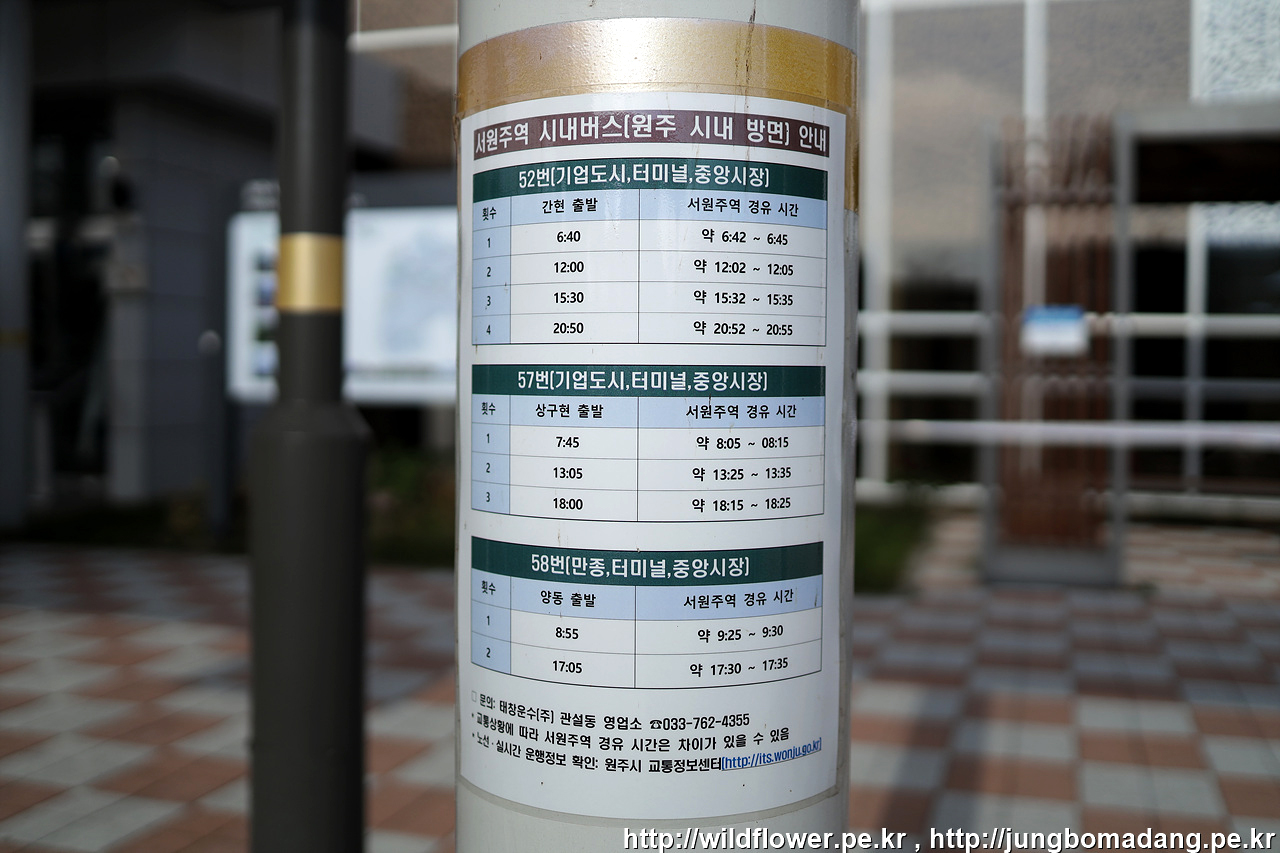 서원주역 시내버스[원주 시내 방면] 안내
52번[기업도시,터미널,중앙시장]
횟수 간현 출발 서원주역 경유 시간
1 6:40 약 6:42 ~ 6:45
2 12:00 약 12:02 ~ 12:05
3 15:30 약 15:32 ~ 15:35
4 20:50 약 20:52 ~ 20:55
57번[기업도시,터미널,중앙시장]
횟수 상구현 출발 서원주역 경유 시간
1 7:45 약 8:05 ~ 08:15
2 13:05 약 13:25 ~ 13:35
3 18:00 약 18:15 ~ 18:25
58번[만종,터미널,중앙시장]
횟수 양동 출발 서원주역 경유 시간
1 8:55 약 9:25 ~ 9:30
2 17:05 약 17:30 ~ 17:35
□ 문의: 태창운수[주] 관설동 영업소 ☎033-762-4355
* 교통상황에 따라 서원주역 경유 시간은 차이가 있을 수 있음
* 노선·실시간 운행정보 확인: 원주시 교통정보센터[http://its.wonju.go.kr]
http://wildflower.pe.kr , http://jungbomadang.pe.kr